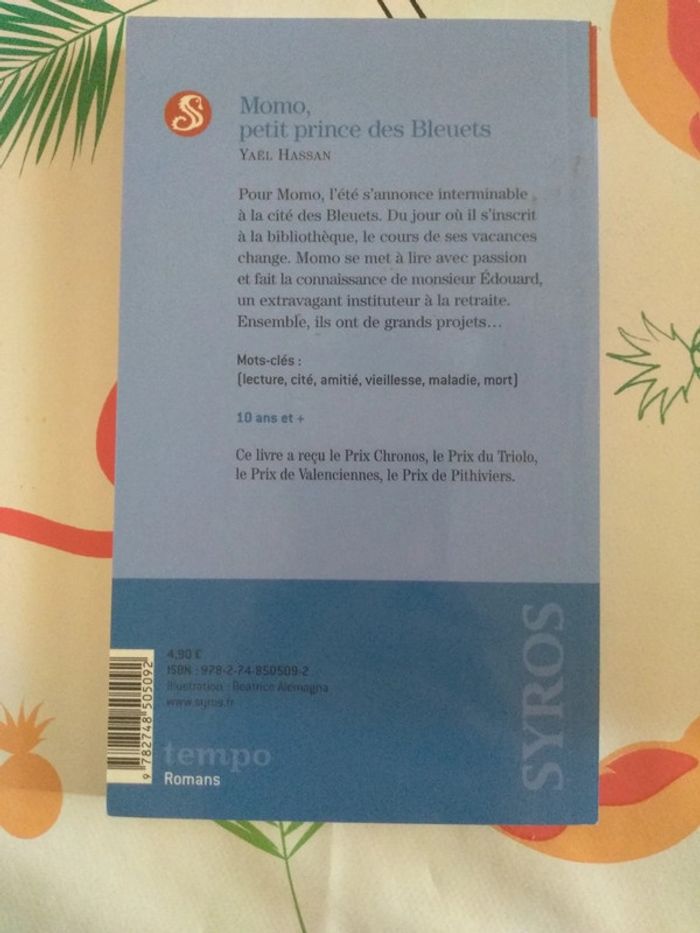 Momo,
petit prince des Bleuets
YAËL HASSAN
Pour Momo, l'été s'annonce interminable
à la cité des Bleuets. Du jour où il s'inscrit
à la bibliothèque, le cours de ses vacances
change. Momo se met à lire avec passion
et fait la connaissance de monsieur Édouard,
un extravagant instituteur à la retraite.
Ensemble, ils ont de grands projets…
Mots-clés :
(lecture, cité, amitié, vieillesse, maladie, mort)
10 ans et +
Ce livre a reçu le Prix Chronos, le Prix du Triolo,
le Prix de Valenciennes, le Prix de Pithiviers.
4,90 €
ISBN : 978-2-74-850509-2
Illustration : Beatrice Alemagna
www.syros.fr
9 782748 505092
tempo
Romans
SYROS